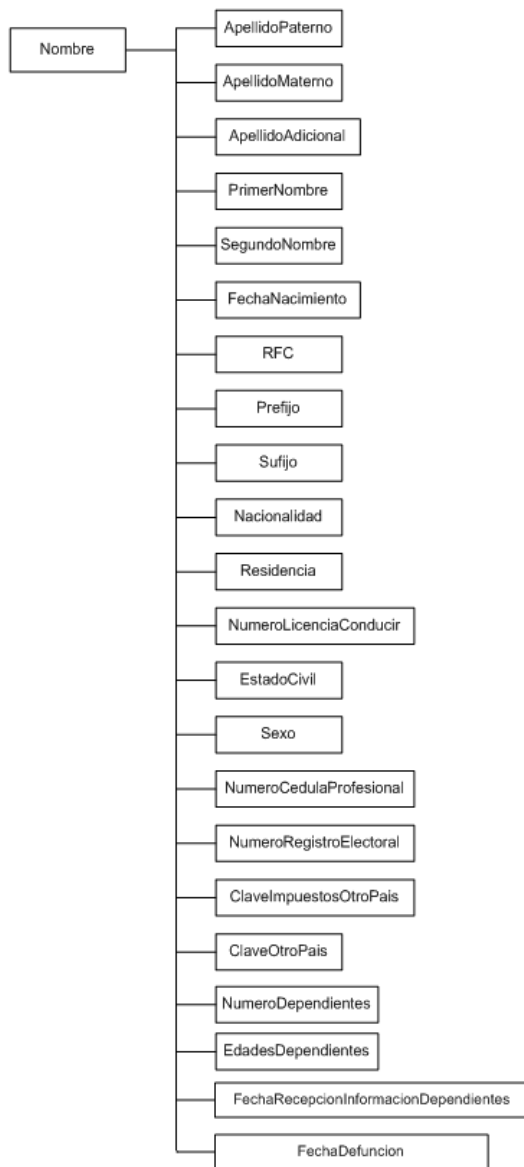 Nombre
ApellidoPaterno
ApellidoMaterno
ApellidoAdicional
PrimerNombre
SegundoNombre
FechaNacimiento
RFC
Prefijo
Sufijo
Nacionalidad
Residencia
NumeroLicenciaConducir
EstadoCivil
Sexo
NumeroCedulaProfesional
NumeroRegistroElectoral
ClaveImpuestosOtroPais
ClaveOtroPais
NumeroDependientes
EdadesDependientes
FechaRecepcionInformacionDependientes
FechaDefuncion